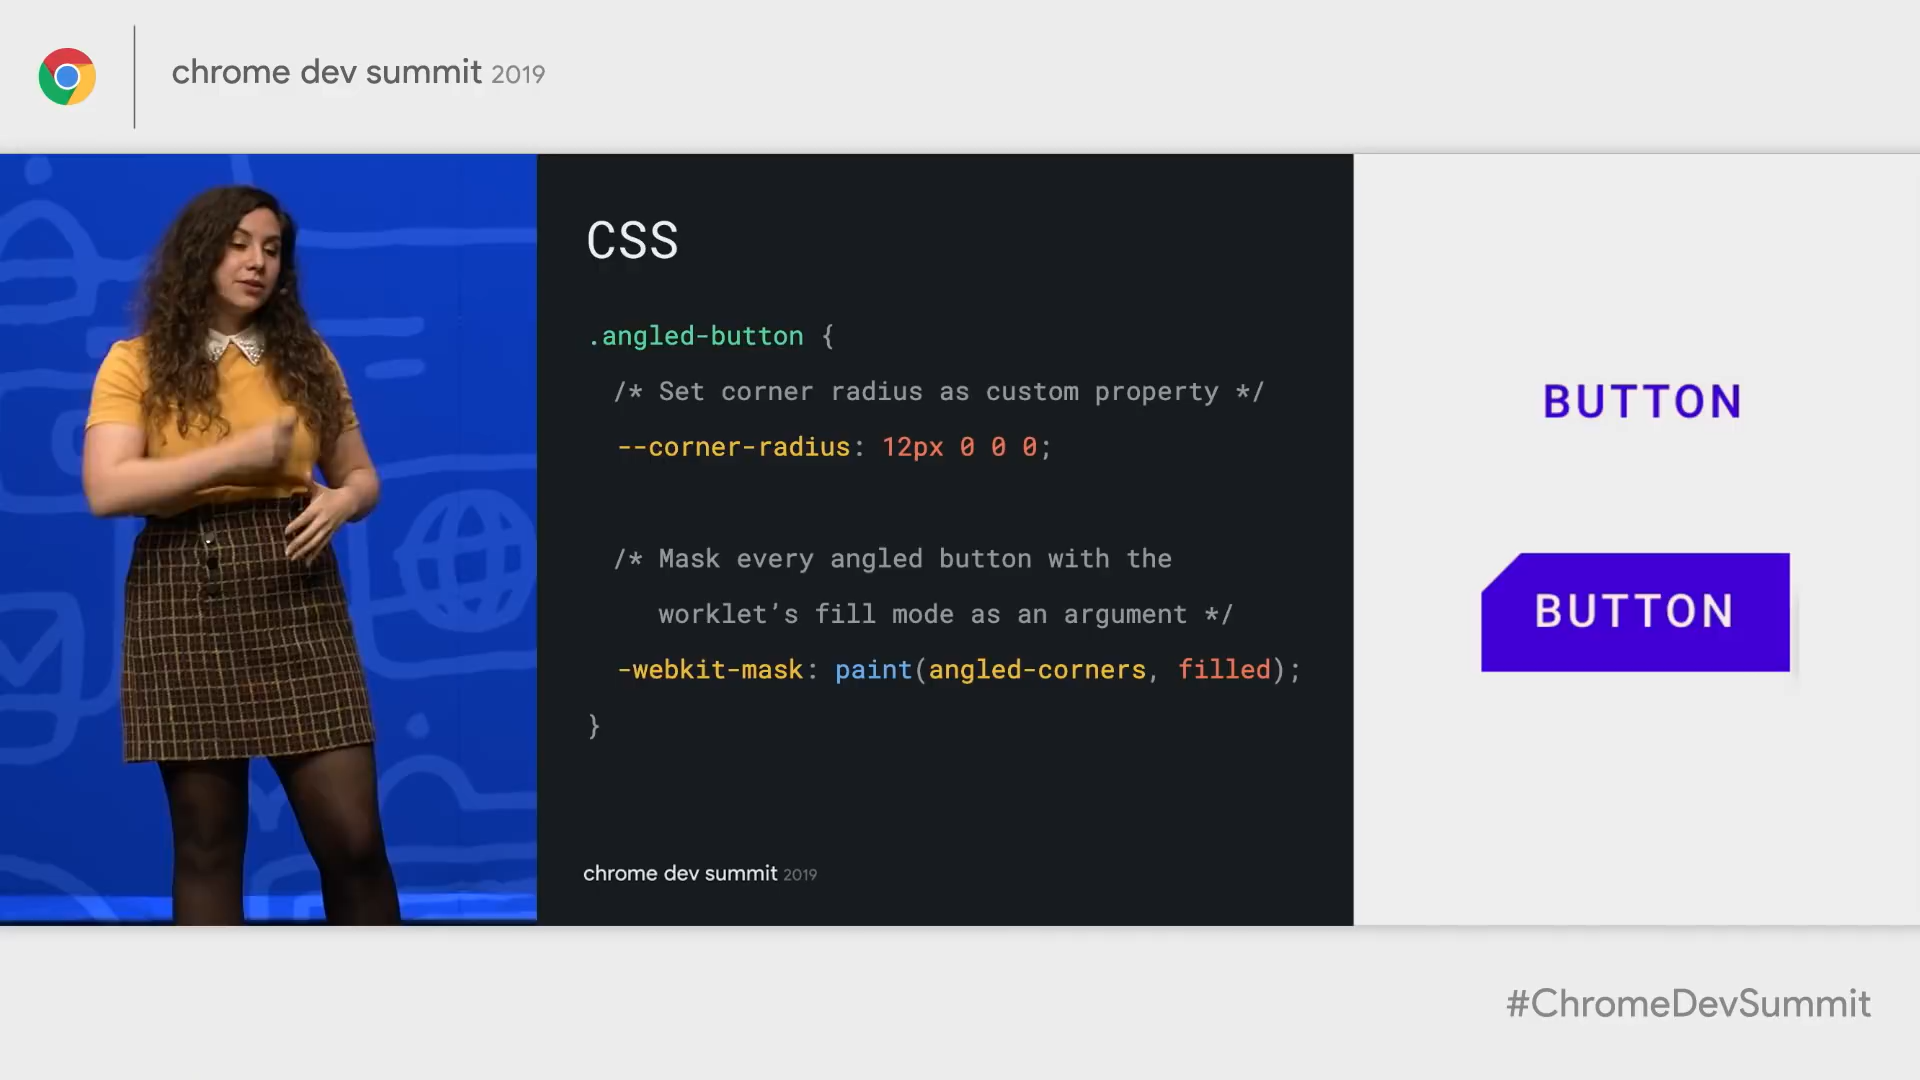 chrome dev summit 2019
CSS
.angled-button {
/* Set corner radius as custom property */
--corner-radius: 12px 0 0 0;
/* Mask every angled button with the
worklet’s fill mode as an argument */
-webkit-mask: paint(angled-corners, filled);
}
chrome dev summit 2019
BUTTON
BUTTON
#ChromeDevSummit